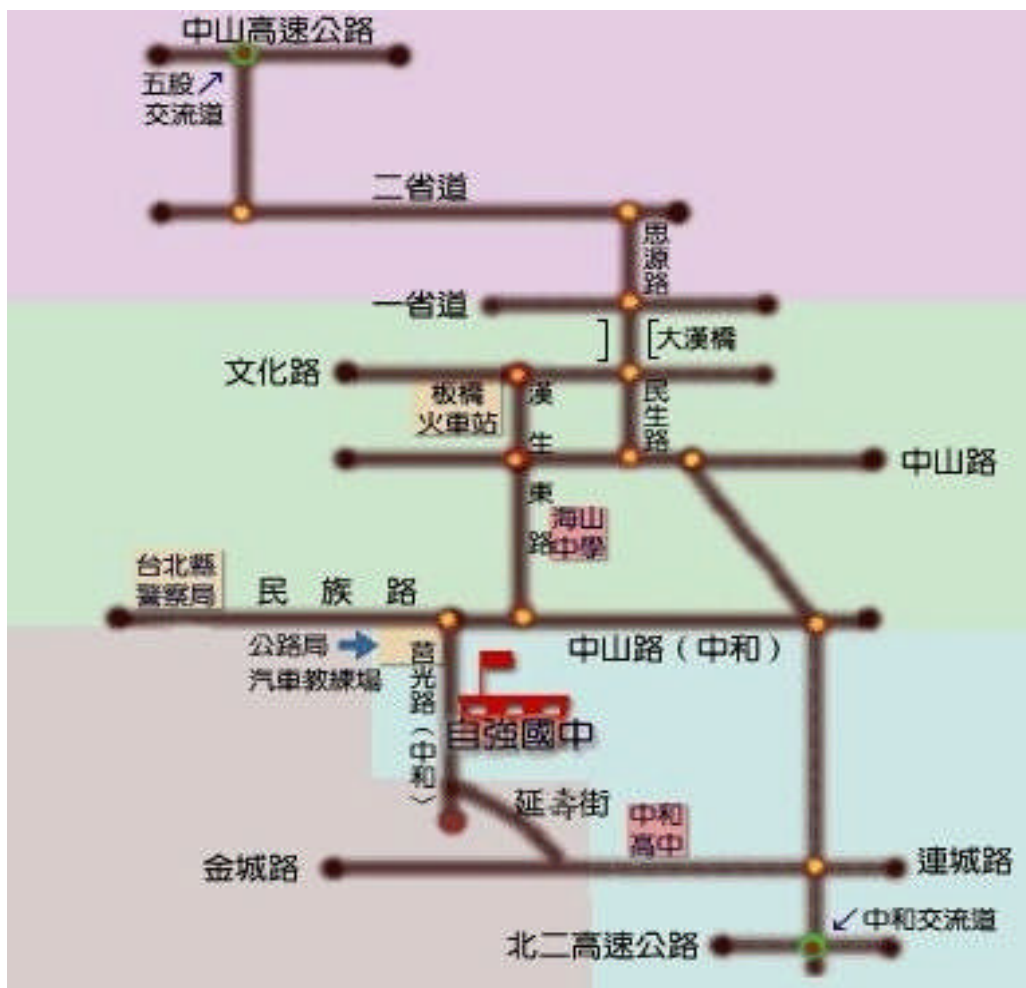 中山高速公路
五股↗
交流道
二省道
思源路
一省道
大漢橋
文化路
板橋
火車站
漢生東路
民生路
中山路
海山
中學
台北縣
警察局
民族路
公路局
汽車教練場
莒光路(中和)
中山路(中和)
自強國中
延壽街
中和
高中
金城路
連城路
↙中和交流道
北二高速公路